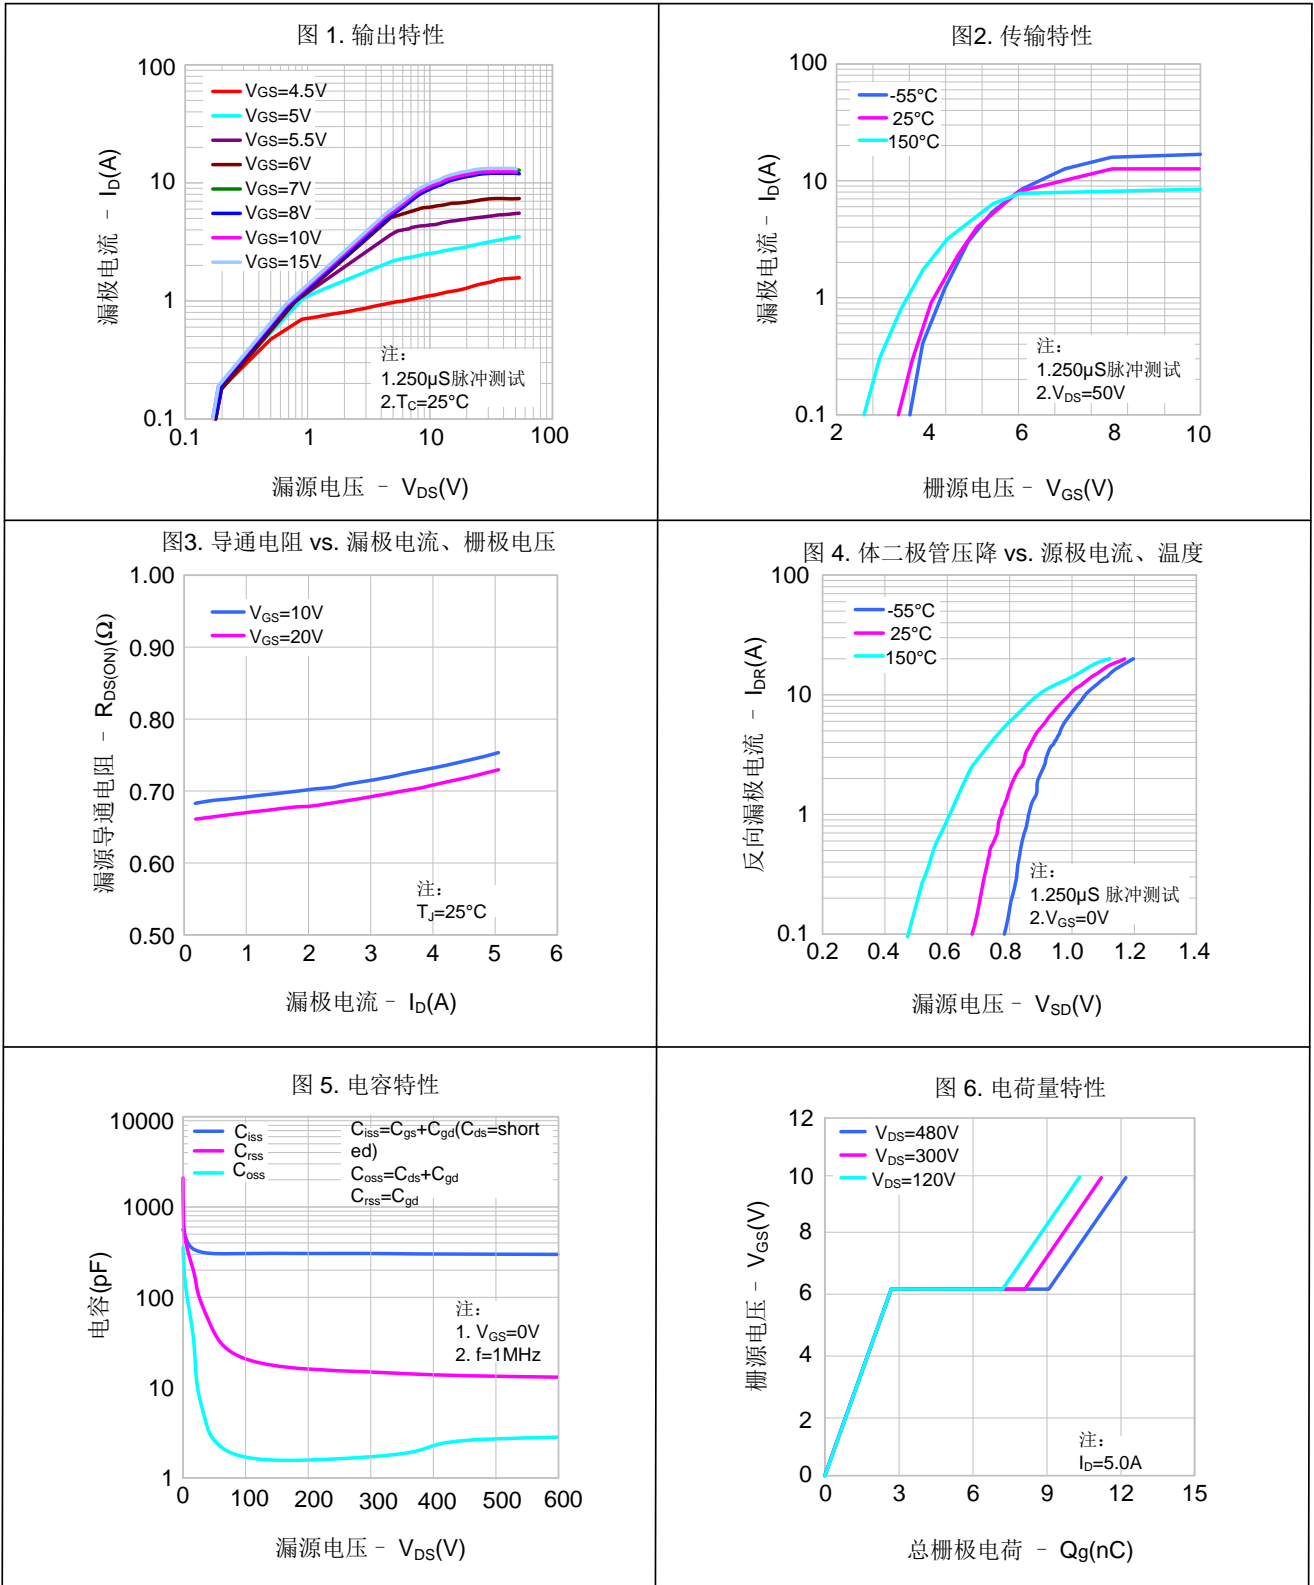 图 1. 输出特性
漏极电流 - ID(A)
100
10
1
0.1
VGS=4.5V
VGS=5V
VGS=5.5V
VGS=6V
VGS=7V
VGS=8V
VGS=10V
VGS=15V
注:
1.250μS脉冲测试
2.TC=25°C
0.1 1 10 100
漏源电压 - VDS(V)
图2. 传输特性
漏极电流 - ID(A)
100
10
1
0.1
-55°C
25°C
150°C
注:
1.250μS脉冲测试
2.VDS=50V
2 4 6 8 10
栅源电压 - VGS(V)
图3. 导通电阻 vs. 漏极电流、栅极电压
漏源导通电阻 - RDS(ON)(Ω)
1.00
0.90
0.80
0.70
0.60
0.50
VGS=10V
VGS=20V
注:
TJ=25°C
0 1 2 3 4 5 6
漏极电流 - ID(A)
图 4. 体二极管压降 vs. 源极电流、温度
反向漏极电流 - IDR(A)
100
10
1
0.1
-55°C
25°C
150°C
注:
1.250μS 脉冲测试
2.VGS=0V
0.2 0.4 0.6 0.8 1.0 1.2 1.4
漏源电压 - VSD(V)
图 5. 电容特性
电容(pF)
10000
1000
100
10
1
Ciss
Crss
Coss
Ciss=Cgs+Cgd(Cds=short
ed)
Coss=Cds+Cgd
Crss=Cgd
注:
1. VGS=0V
2. f=1MHz
0 100 200 300 400 500 600
漏源电压 - VDS(V)
图 6. 电荷量特性
栅源电压 - VGS(V)
12
10
8
6
4
2
0
VDS=480V
VDS=300V
VDS=120V
注:
ID=5.0A
0 3 6 9 12 15
总栅极电荷 - Qg(nC)